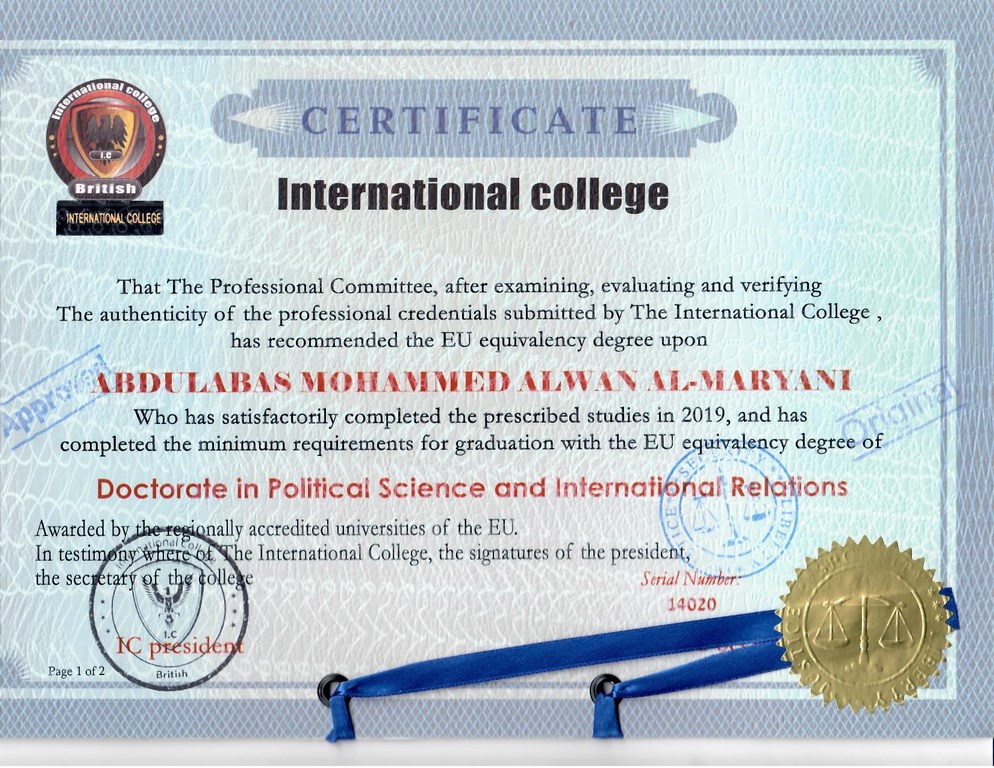 International college
I.C
British
INTERNATIONAL COLLEGE
CERTIFICATE
International college
That The Professional Committee, after examining, evaluating and verifying
The authenticity of the professional credentials submitted by The International College ,
has recommended the EU equivalency degree upon
Approved
ABDULABAS MOHAMMED ALWAN AL-MARYANI
Original
Who has satisfactorily completed the prescribed studies in 2019, and has
completed the minimum requirements for graduation with the EU equivalency degree of
Doctorate in Political Science and International Relations
Awarded by the regionally accredited universities of the EU.
In testimony where of The International College, the signatures of the president,
the secretary of the college
Serial Number:
14020
International College
I.C
British
IC president
Page 1 of 2